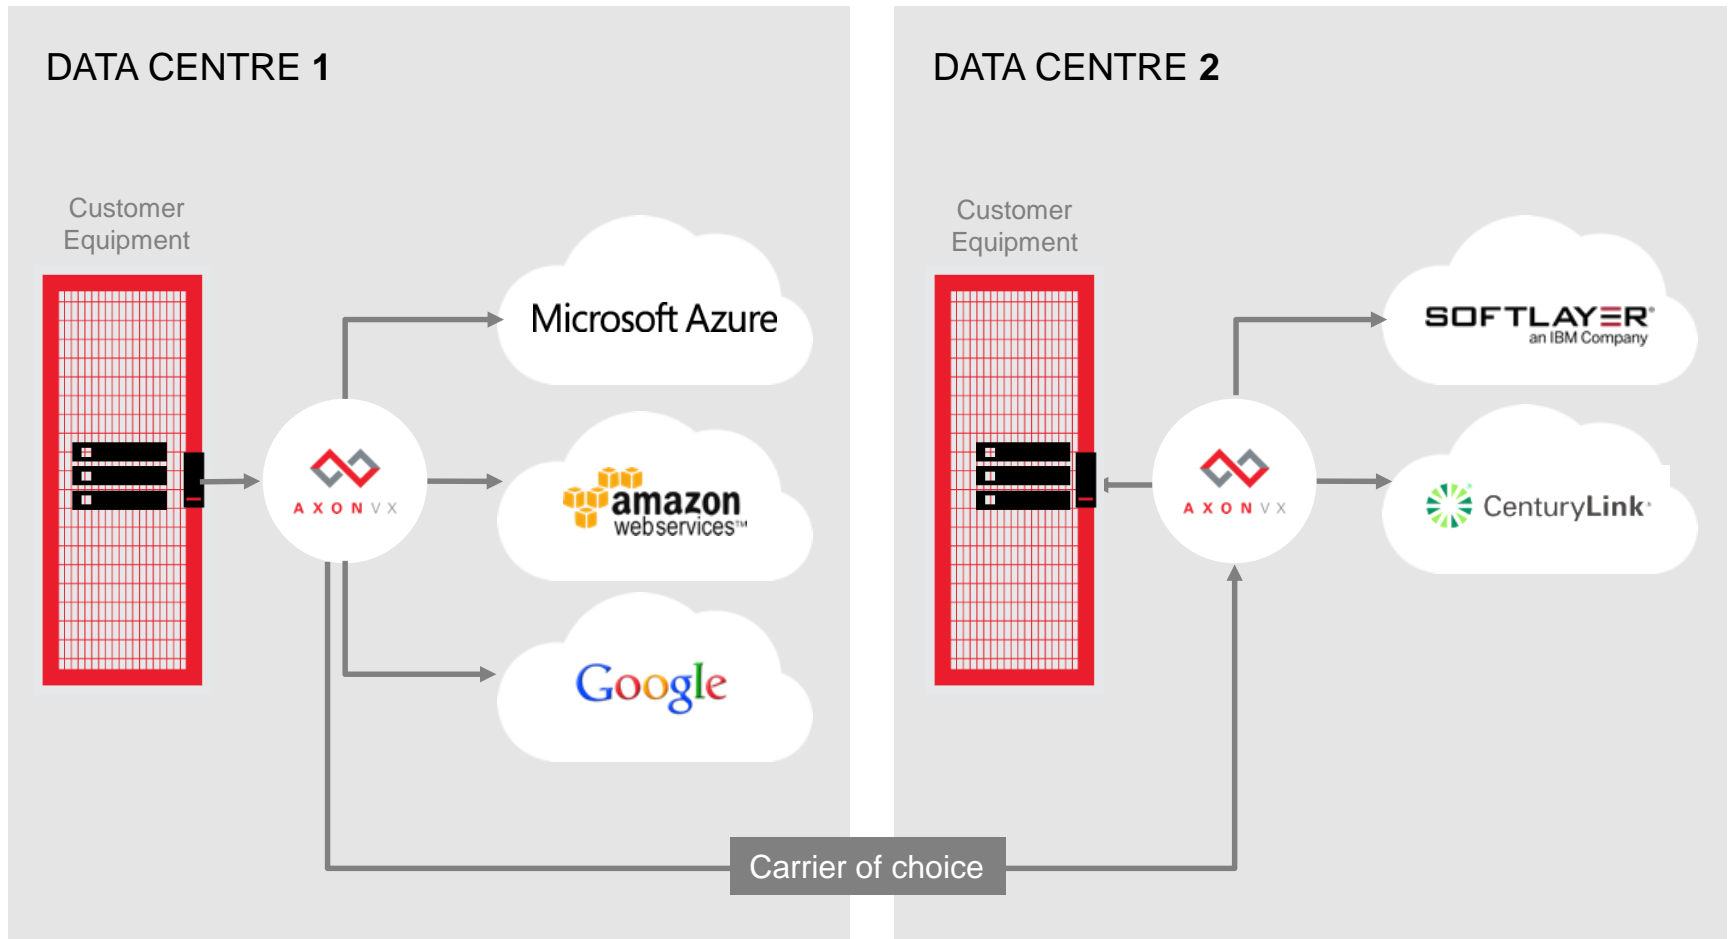 DATA CENTRE 1
Customer
Equipment
Microsoft Azure
AXONVX
amazon
webservices™
Google
DATA CENTRE 2
Customer
Equipment
SOFTLAYER®
an IBM Company
AXONVX
CenturyLink®
Carrier of choice